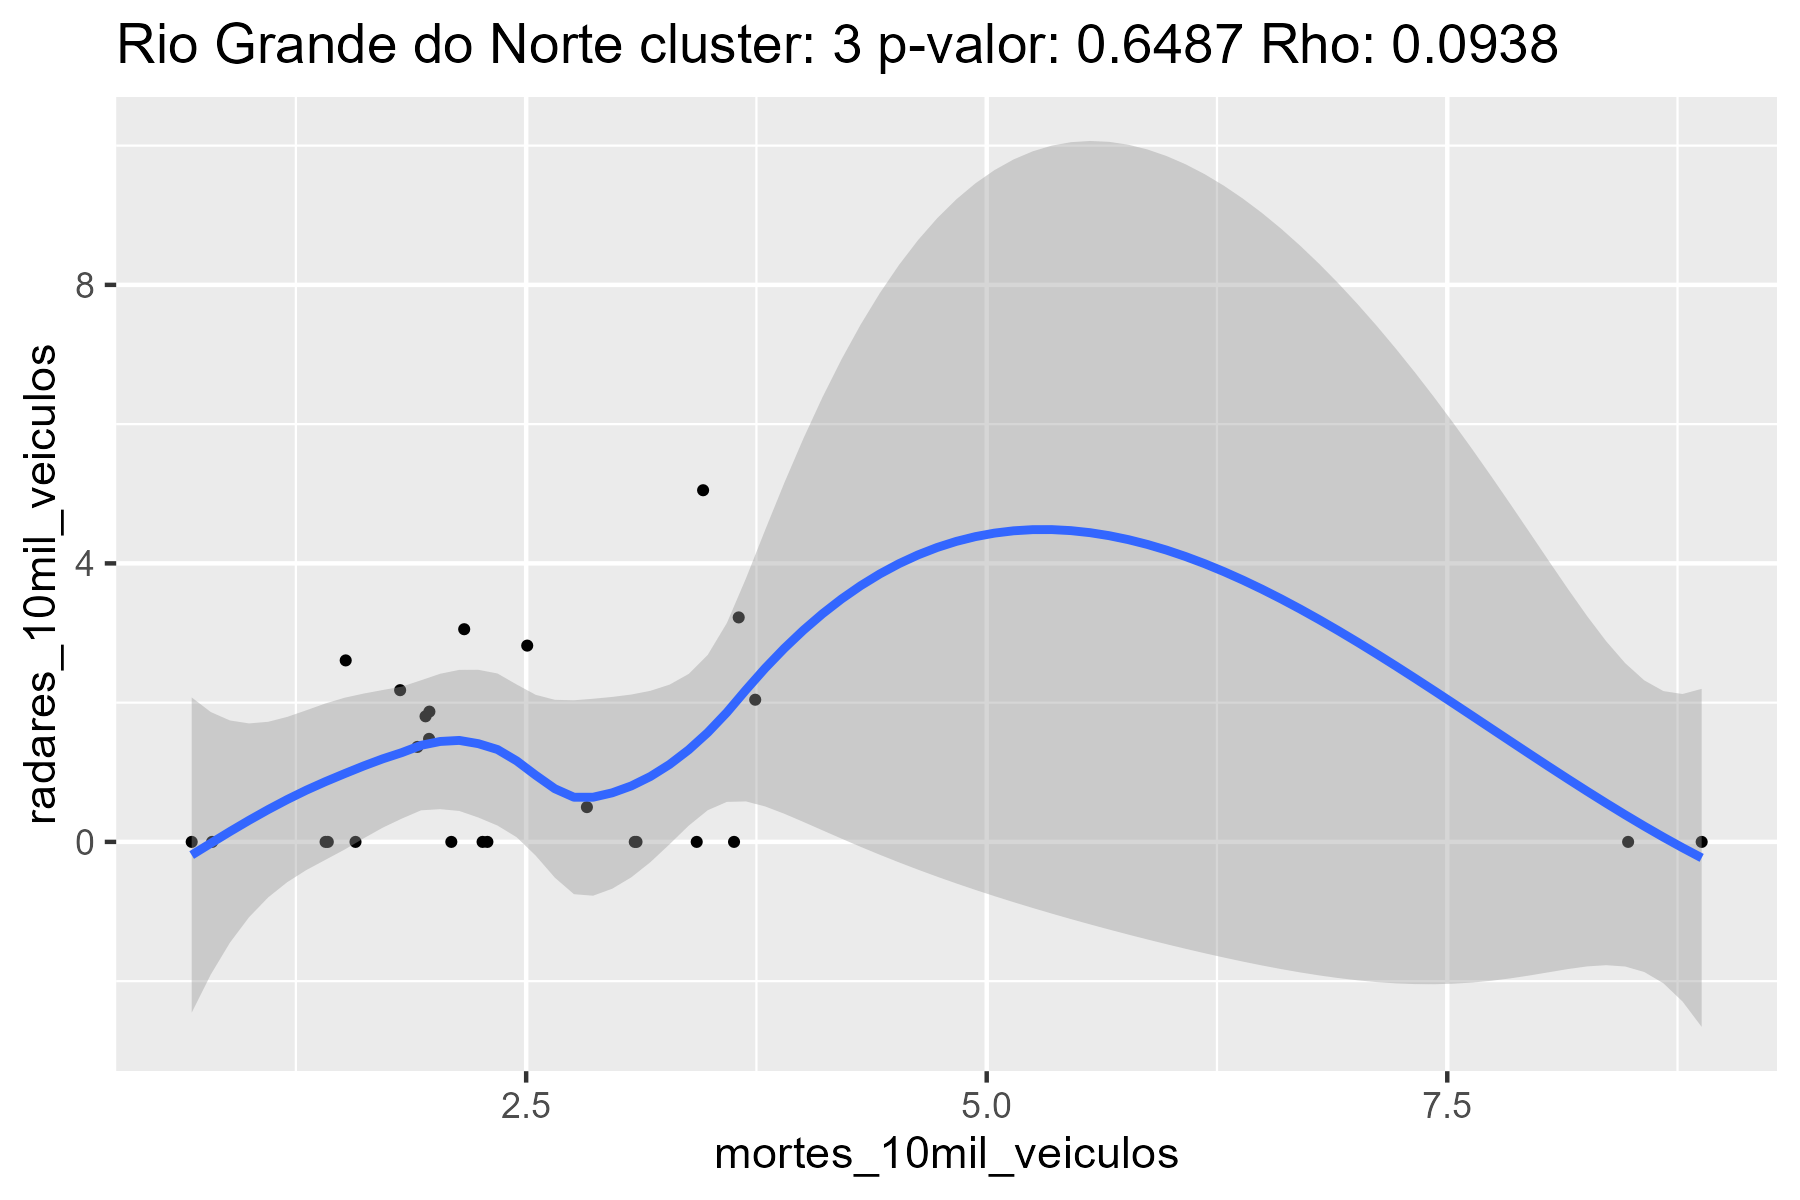 Rio Grande do Norte cluster: 3 p-valor: 0.6487 Rho: 0.0938
radares_10mil_veiculos
8
4
0
2.5 5.0 7.5
mortes_10mil_veiculos